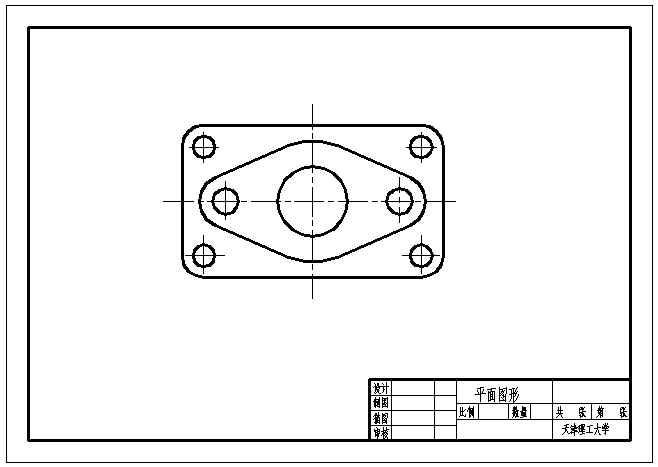 设计
制图
描图
审核
平面图形
比例 数量 共 张 第 张
天津理工大学